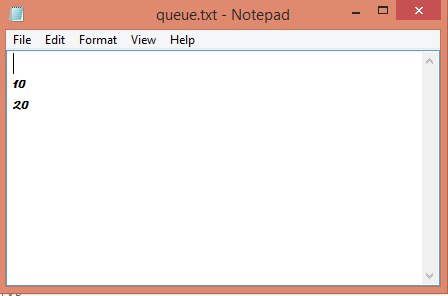 queue.txt - Notepad
File Edit Format View Help
10
20